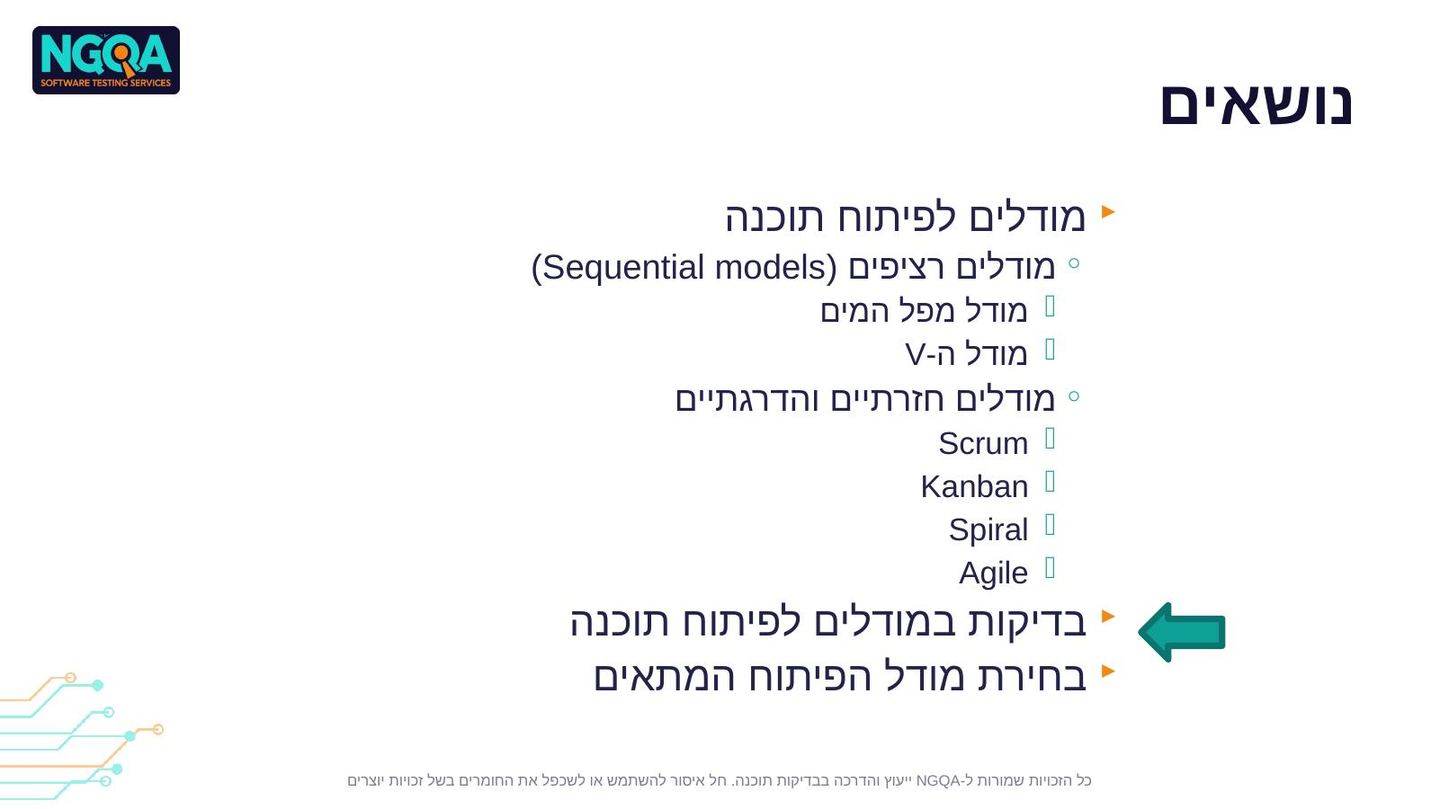 NGQA
SOFTWARE TESTING SERVICES
נושאים
מודלים לפיתוח תוכנה
מודלים רציפים (Sequential models)
מודל מפל המים
מודל ה-V
מודלים חזרתיים והדרגתיים
Scrum
Kanban
Spiral
Agile
בדיקות במודלים לפיתוח תוכנה
בחירת מודל הפיתוח המתאים
כל הזכויות שמורות ל-NGQA ייעוץ והדרכה בבדיקות תוכנה. חל איסור להשתמש או לשכפל את החומרים בשל זכויות יוצרים